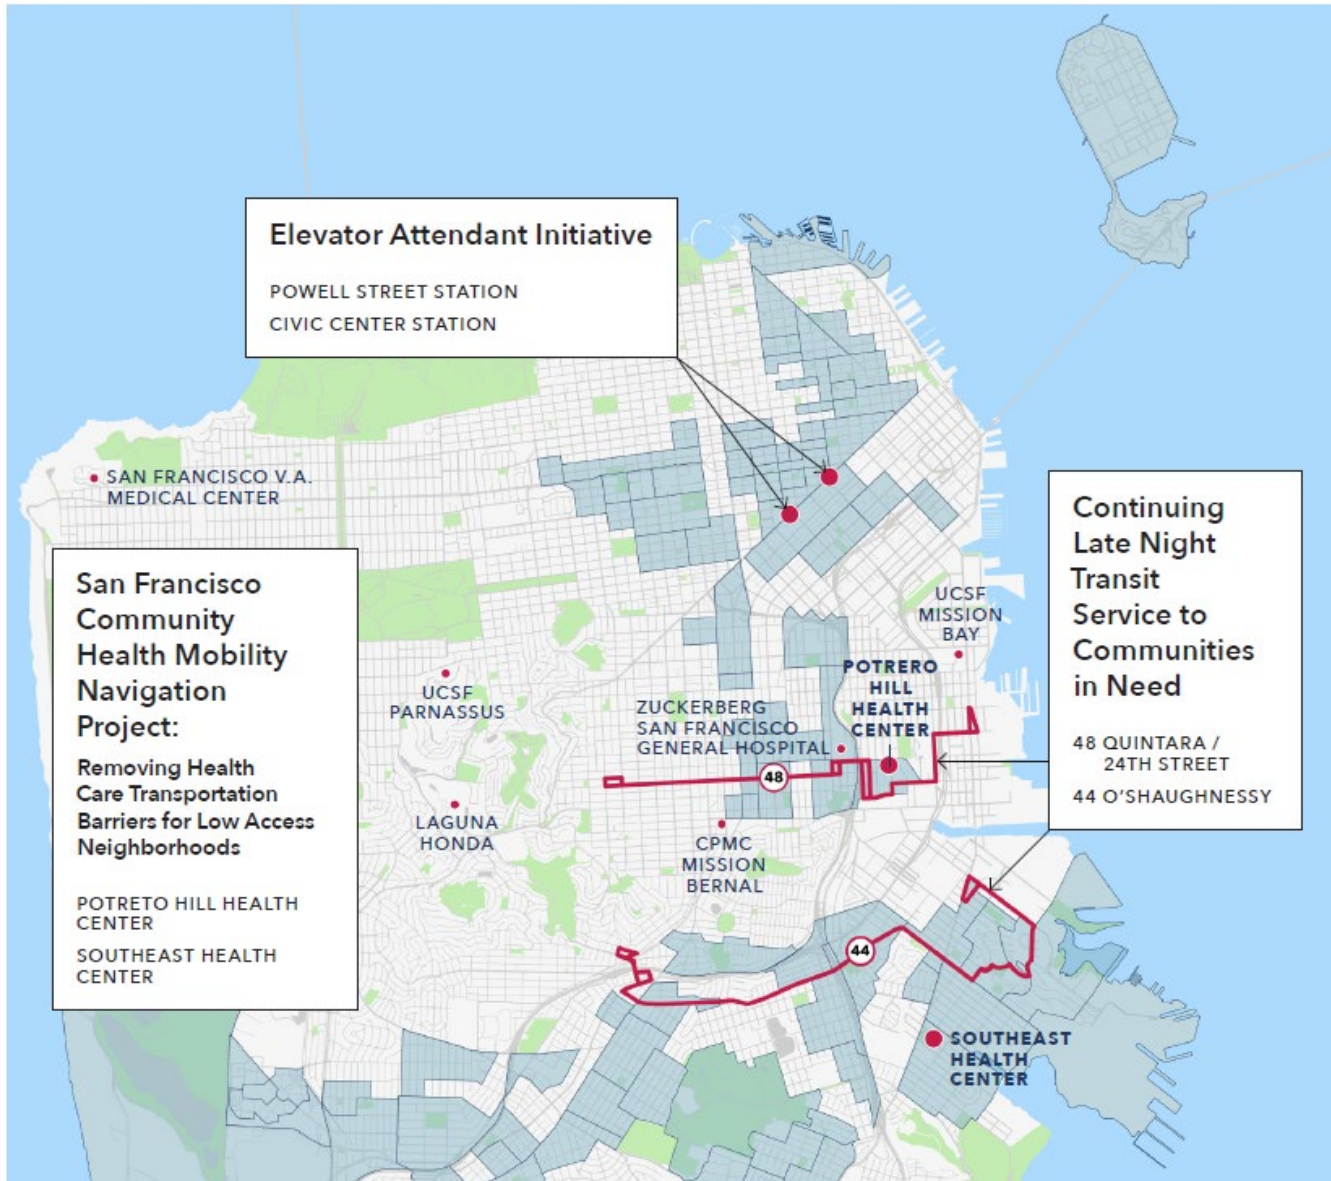 Elevator Attendant Initiative
POWELL STREET STATION
CIVIC CENTER STATION
SAN FRANCISCO V.A.
MEDICAL CENTER
San Francisco
Community
Health Mobility
Navigation
Project:
Removing Health
Care Transportation
Barriers for Low Access
Neighborhoods
POTRETO HILL HEALTH
CENTER
SOUTHEAST HEALTH
CENTER
UCSF
PARNASSUS
LAGUNA
HONDA
ZUCKERBERG
SAN FRANCISCO
GENERAL HOSPITAL
48
CPMC
MISSION
BERNAL
POTRERO
HILL
HEALTH
CENTER
UCSF
MISSION
BAY
Continuing
Late Night
Transit
Service to
Communities
in Need
48 QUINTARA /
24TH STREET
44 O'SHAUGHNESSY
44
SOUTHEAST
HEALTH
CENTER